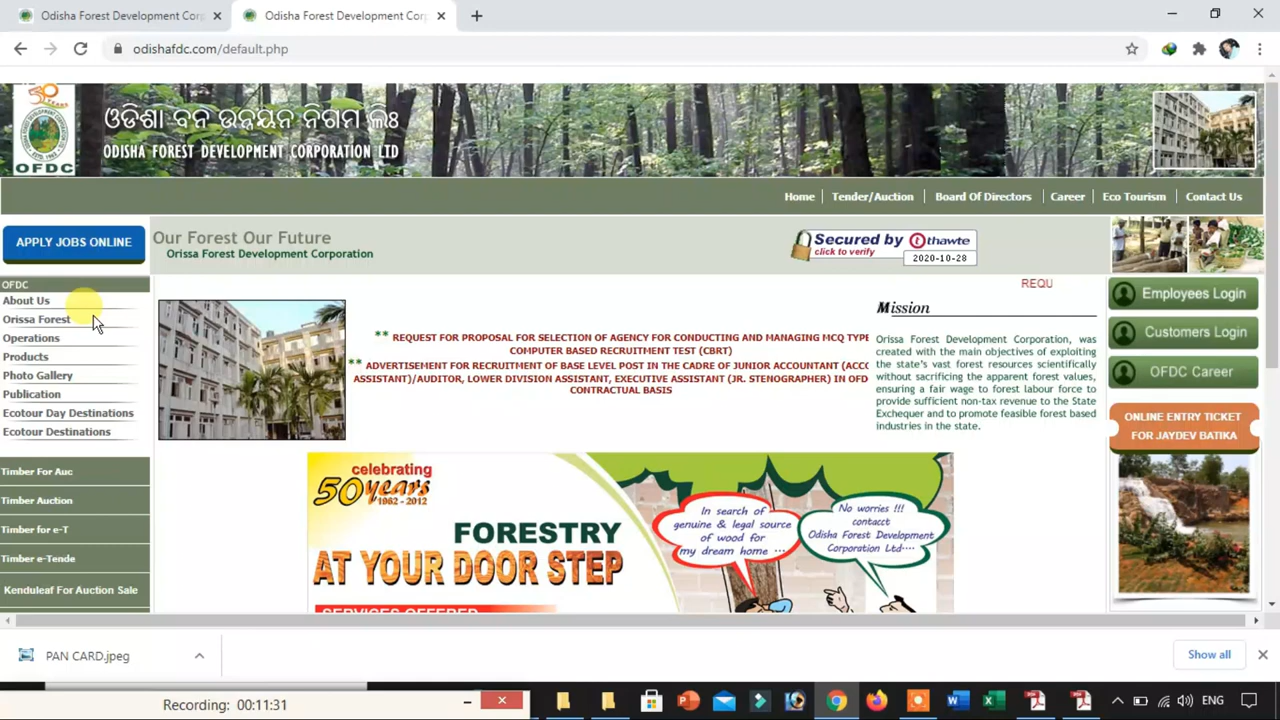 Odisha Forest Development Corp
Odisha Forest Development Corp
odishafdc.com/default.php
50 YEARS
OFDC
ଓଡିଶା ବନ ଉନ୍ନୟନ ନିଗମ ଲିଃ
ODISHA FOREST DEVELOPMENT CORPORATION LTD
Home
Tender/Auction
Board Of Directors
Career
Eco Tourism
Contact Us
APPLY JOBS ONLINE
Our Forest Our Future
Orissa Forest Development Corporation
Secured by thawte
click to verify
2020-10-28
OFDC
About Us
Orissa Forest
Operations
Products
Photo Gallery
Publication
Ecotour Day Destinations
Ecotour Destinations
Timber For Auc
Timber Auction
Timber for e-T
Timber e-Tende
Kenduleaf For Auction Sale
REQU
** REQUEST FOR PROPOSAL FOR SELECTION OF AGENCY FOR CONDUCTING AND MANAGING MCQ TYPE
COMPUTER BASED RECRUITMENT TEST (CBRT)
** ADVERTISEMENT FOR RECRUITMENT OF BASE LEVEL POST IN THE CADRE OF JUNIOR ACCOUNTANT (ACCO
ASSISTANT)/AUDITOR, LOWER DIVISION ASSISTANT, EXECUTIVE ASSISTANT (JR. STENOGRAPHER) IN OFD
CONTRACTUAL BASIS
Mission
Orissa Forest Development Corporation, was
created with the main objectives of exploiting
the state's vast forest resources scientifically
without sacrificing the apparent forest values,
ensuring a fair wage to forest labour force to
provide sufficient non-tax revenue to the State
Exchequer and to promote feasible forest based
industries in the state.
Employees Login
Customers Login
OFDC Career
ONLINE ENTRY TICKET
FOR JAYDEV BATIKA
celebrating
50 years
1962 - 2012
FORESTRY
AT YOUR DOOR STEP
SERVICES OFFERED
In search of
genuine & legal source
of wood for
my dream home ...
No worries !!!
contacct
Odisha Forest Development
Corporation Ltd....
PAN CARD.jpeg
Show all
Recording: 00:11:31
ENG